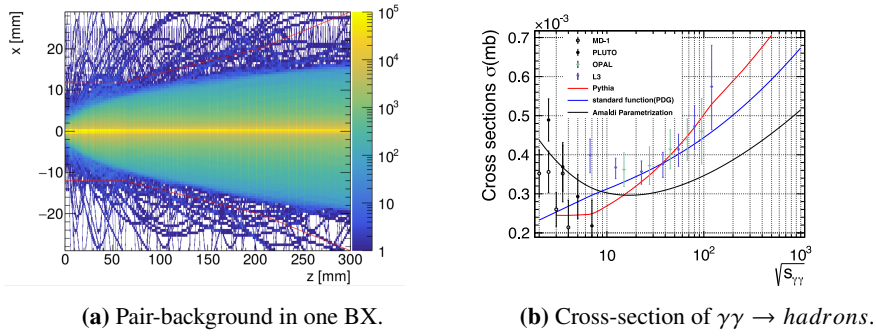 x [mm]
20
10
0
−10
−20
0 50 100 150 200 250 300
z [mm]
10^5
10^4
10^3
10^2
10
1
(a) Pair-background in one BX.
×10^-3
Cross sections σ(mb)
0.7
0.6
0.5
0.4
0.3
0.2
MD-1
PLUTO
OPAL
L3
Pythia
standard function(PDG)
Amaldi Parametrization
10 10^2 10^3
√s_γγ
(b) Cross-section of γγ → hadrons.